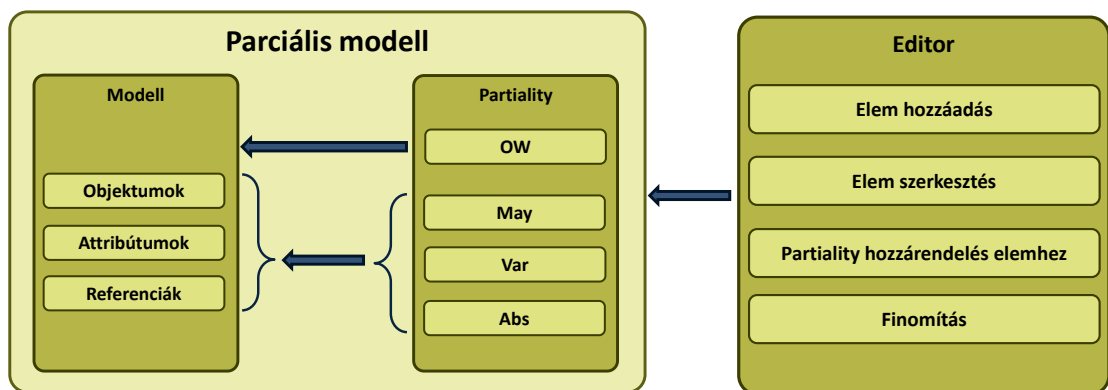 Parciális modell
Modell
Objektumok
Attribútumok
Referenciák
Partiality
OW
May
Var
Abs
Editor
Elem hozzáadás
Elem szerkesztés
Partiality hozzárendelés elemhez
Finomítás